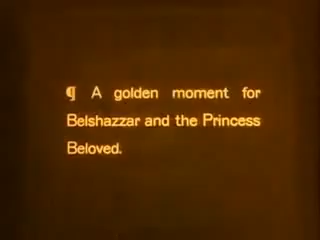 ¶ A golden moment for
Belshazzar and the Princess
Beloved.